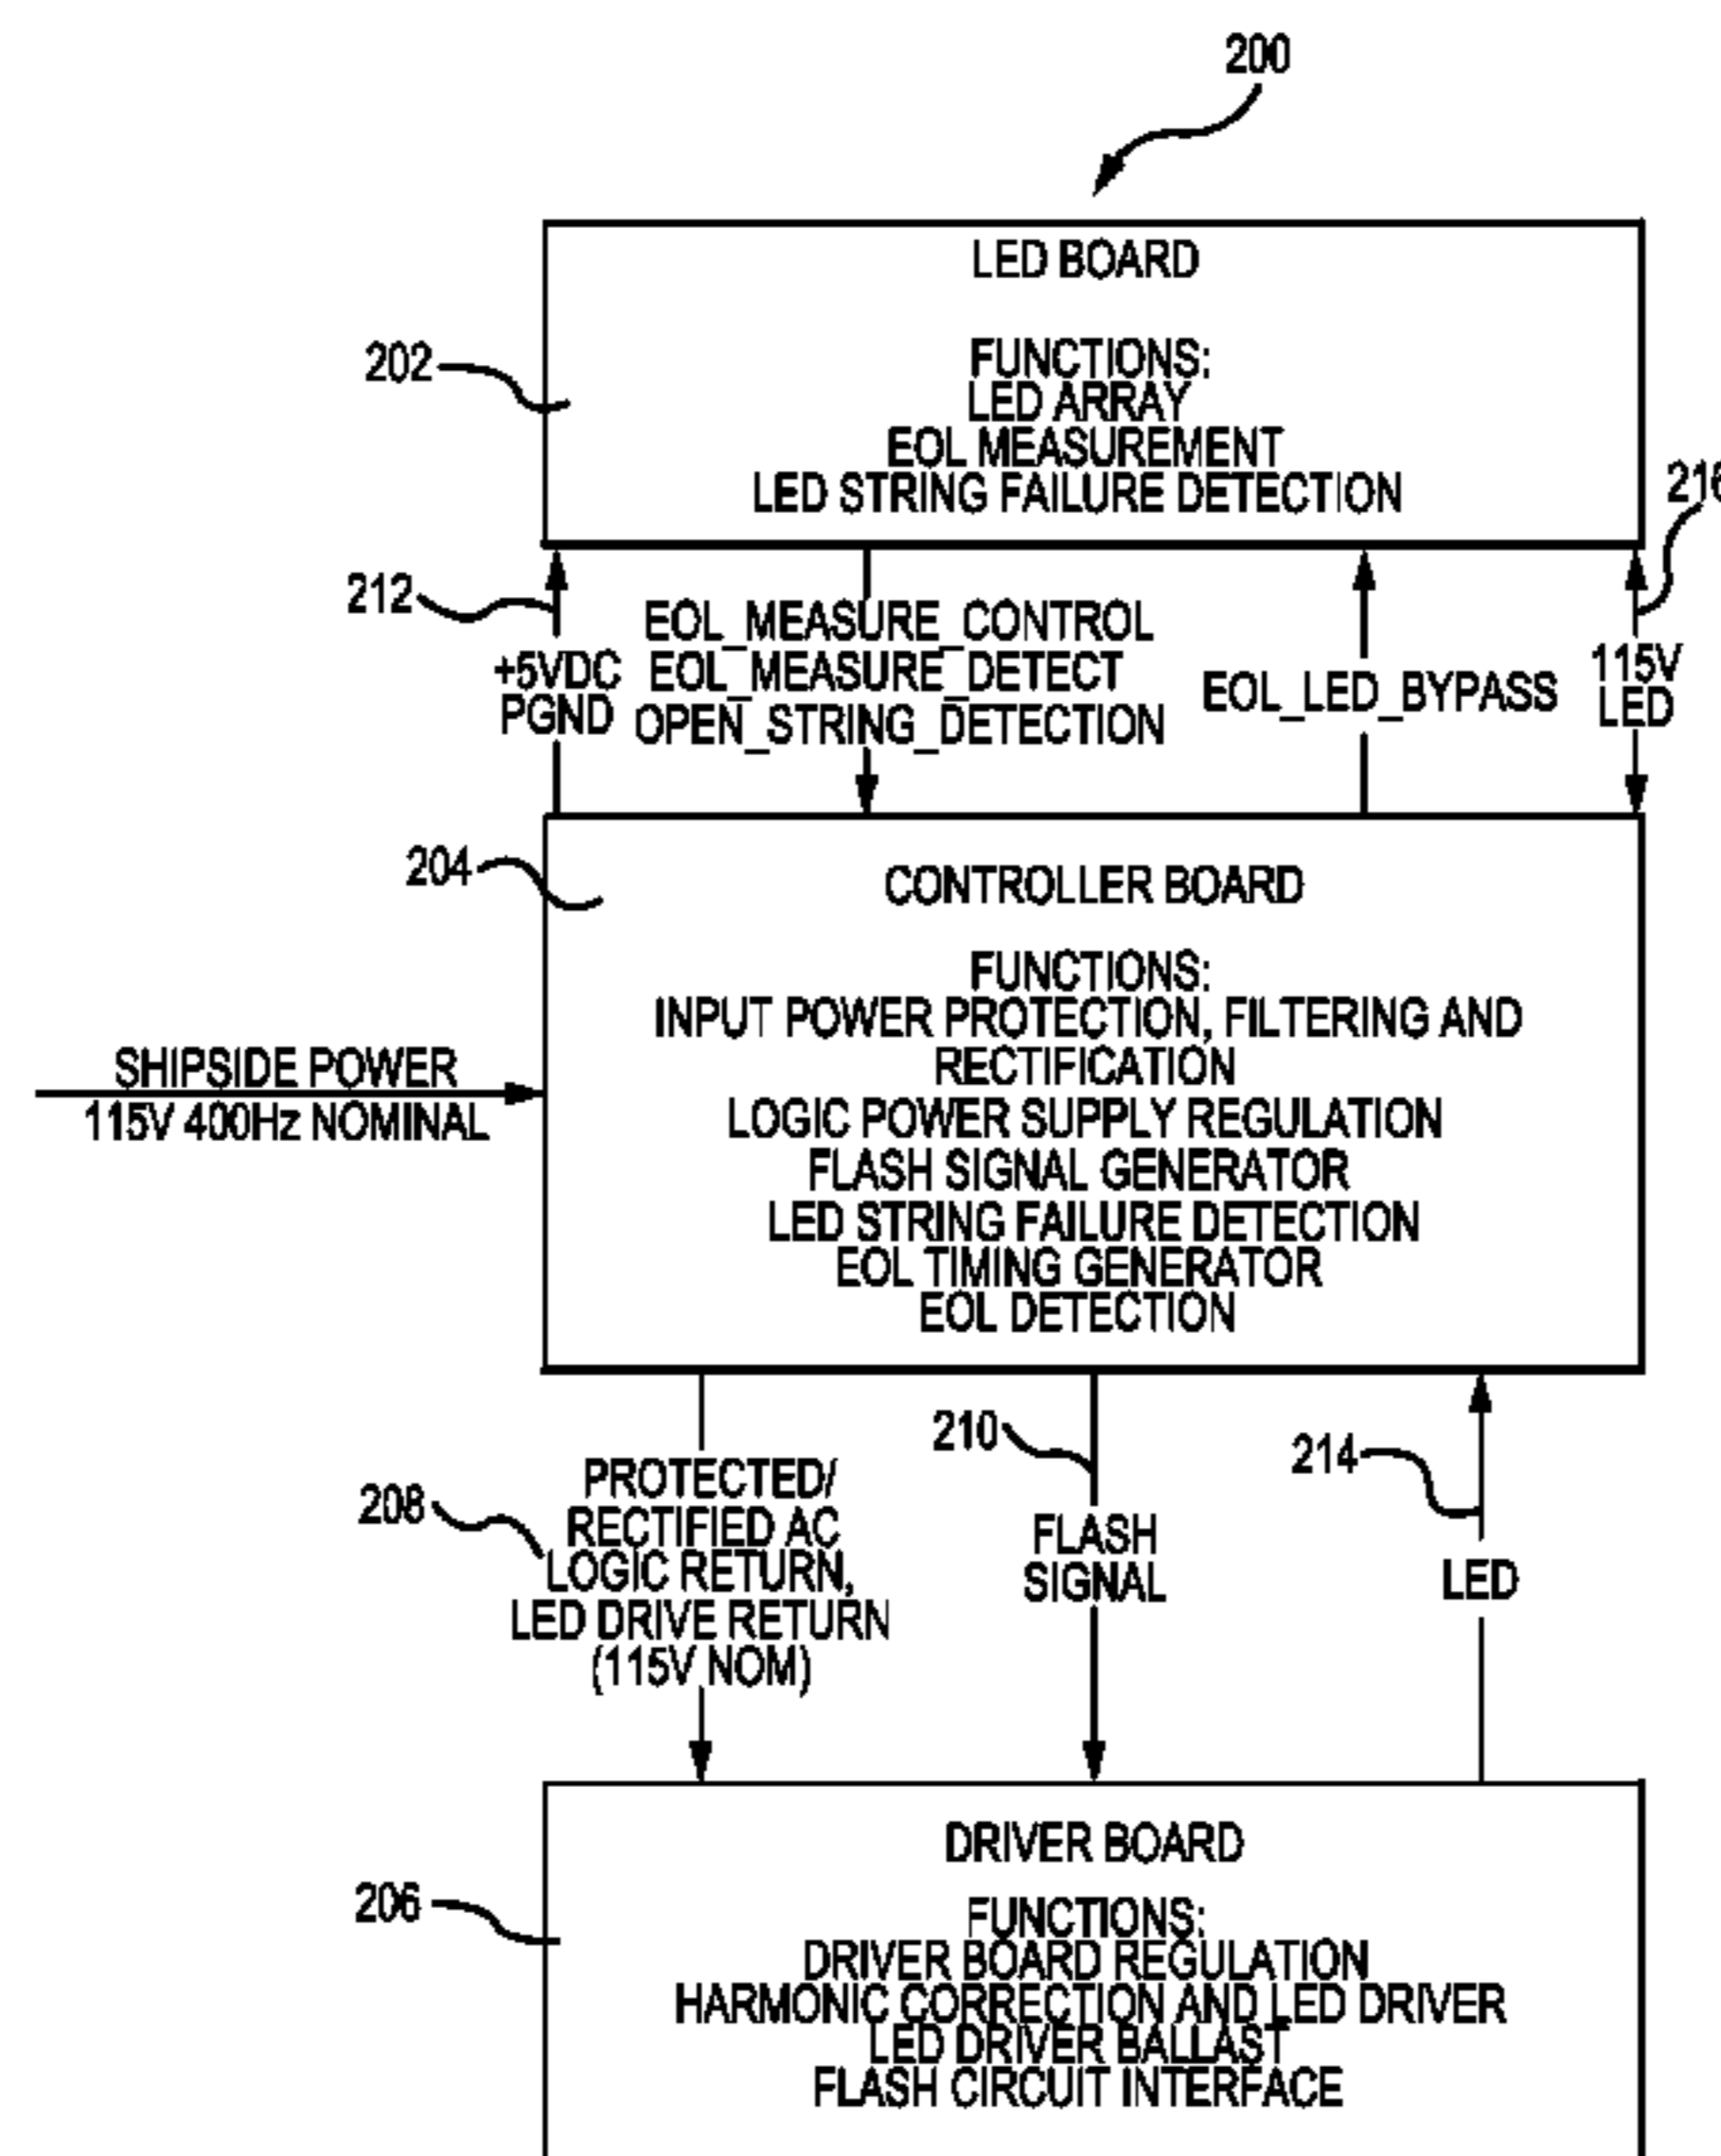 200
LED BOARD
202
FUNCTIONS:
LED ARRAY
EOL MEASUREMENT
LED STRING FAILURE DETECTION
216
212
+5VDC
PGND
EOL_MEASURE_CONTROL
EOL_MEASURE_DETECT
OPEN_STRING_DETECTION
EOL_LED_BYPASS
115V
LED
204
CONTROLLER BOARD
FUNCTIONS:
INPUT POWER PROTECTION, FILTERING AND
RECTIFICATION
LOGIC POWER SUPPLY REGULATION
FLASH SIGNAL GENERATOR
LED STRING FAILURE DETECTION
EOL TIMING GENERATOR
EOL DETECTION
SHIPSIDE POWER
115V 400Hz NOMINAL
208
PROTECTED/
RECTIFIED AC
LOGIC RETURN,
LED DRIVE RETURN
(115V NOM)
210
FLASH
SIGNAL
214
LED
DRIVER BOARD
206
FUNCTIONS:
DRIVER BOARD REGULATION
HARMONIC CORRECTION AND LED DRIVER
LED DRIVER BALLAST
FLASH CIRCUIT INTERFACE